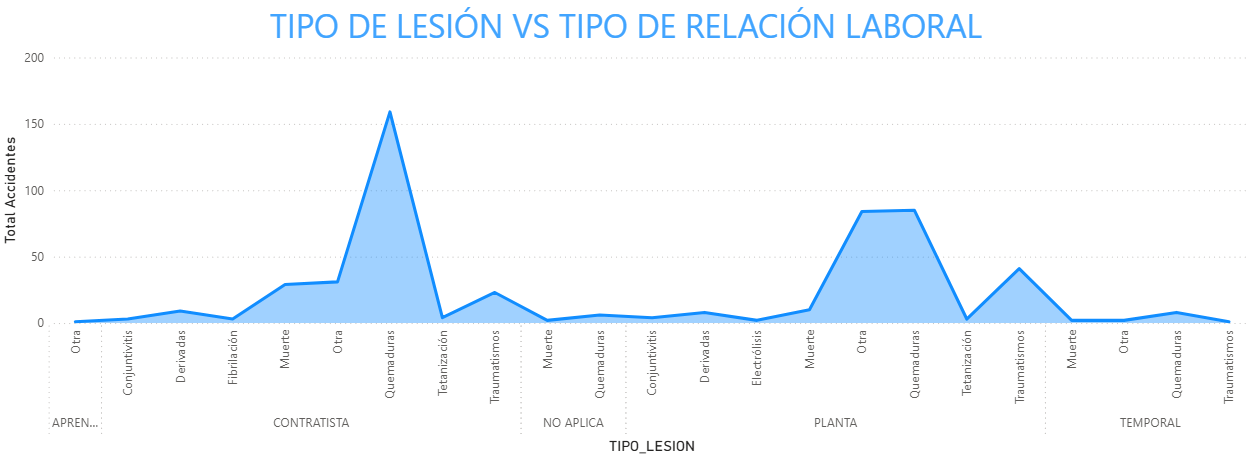 TIPO DE LESIÓN VS TIPO DE RELACIÓN LABORAL
200
150
100
50
0
Total Accidentes
Otra
Conjuntivitis
Derivadas
Fibrilación
Muerte
Otra
Quemaduras
Tetanización
Traumatismos
Muerte
Quemaduras
Conjuntivitis
Derivadas
Electrólisis
Muerte
Otra
Quemaduras
Tetanización
Traumatismos
Muerte
Otra
Quemaduras
Traumatismos
APREN...
CONTRATISTA
NO APLICA
PLANTA
TEMPORAL
TIPO_LESION